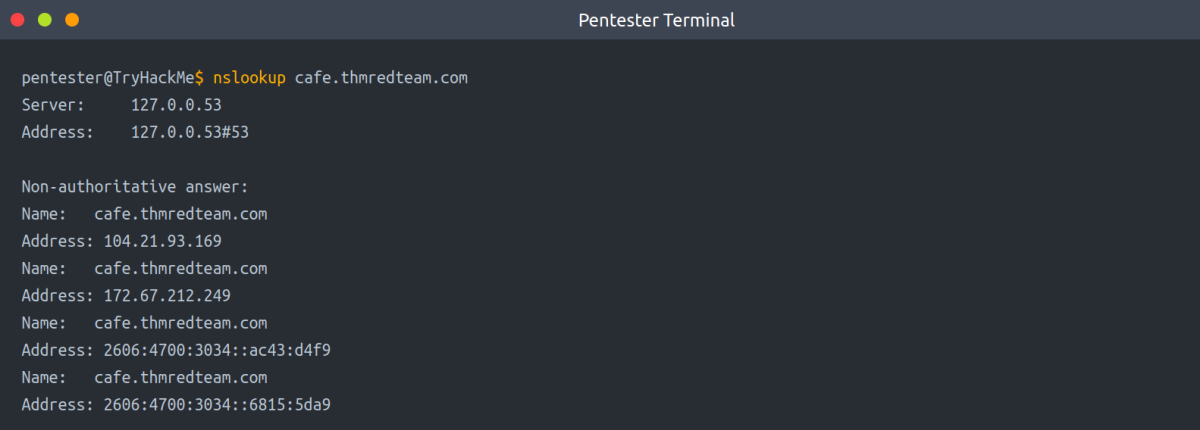 Pentester Terminal
pentester@TryHackMe$ nslookup cafe.thmredteam.com
Server:     127.0.0.53
Address:    127.0.0.53#53
Non-authoritative answer:
Name:   cafe.thmredteam.com
Address: 104.21.93.169
Name:   cafe.thmredteam.com
Address: 172.67.212.249
Name:   cafe.thmredteam.com
Address: 2606:4700:3034::ac43:d4f9
Name:   cafe.thmredteam.com
Address: 2606:4700:3034::6815:5da9